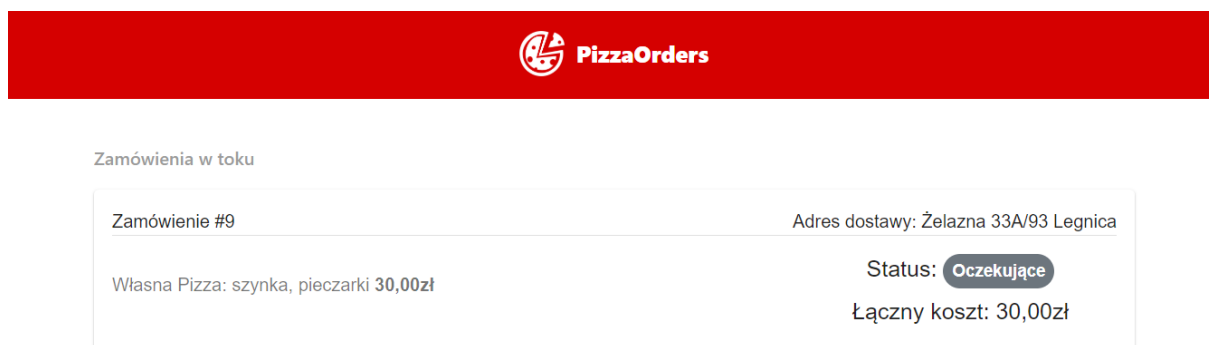 PizzaOrders
Zamówienia w toku
Zamówienie #9
Adres dostawy: Żelazna 33A/93 Legnica
Własna Pizza: szynka, pieczarki 30,00zł
Status: Oczekujące
Łączny koszt: 30,00zł